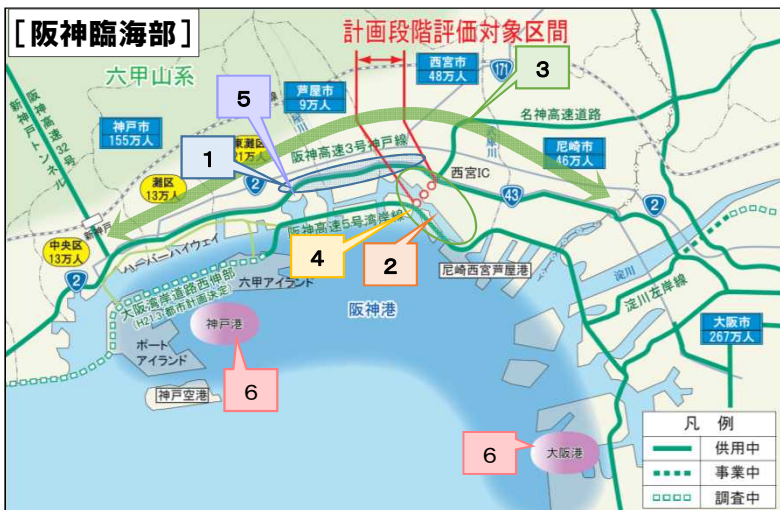 [阪神臨海部]
計画段階評価対象区間
六甲山系
西宮市
48万人
171
3
芦屋市
9万人
5
名神高速道路
阪神高速32号
新神戸トンネル
神戸市
155万人
東灘区
1
2
阪神高速3号神戸線
武庫川
尼崎市
46万人
西宮IC
灘区
13万人
43
2
新神戸
阪神高速5号湾岸線
4
2
中央区
13万人
ハーバーハイウェイ
尼崎西宮芦屋港
淀川
2
大阪湾岸道路西伸部
(H21.3 都市計画決定)
六甲アイランド
阪神港
淀川左岸線
神戸港
大阪市
267万人
ポート
アイランド
6
神戸空港
6
大阪港
凡 例
供用中
事業中
調査中